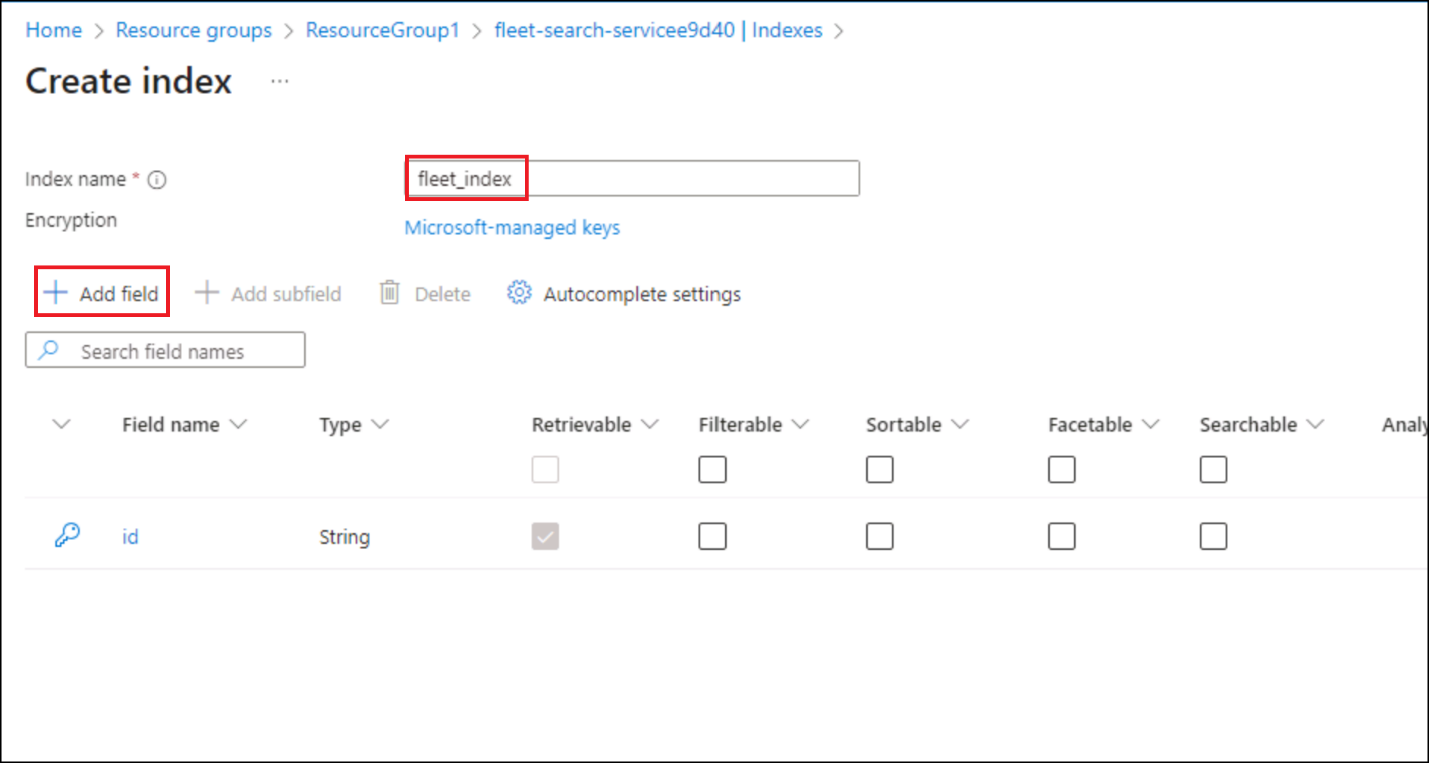 Home > Resource groups > ResourceGroup1 > fleet-search-servicee9d40 | Indexes >
Create index ...
Index name * fleet_index
Encryption Microsoft-managed keys
+ Add field + Add subfield Delete Autocomplete settings
Search field names
Field name Type Retrievable Filterable Sortable Facetable Searchable Analy
id String